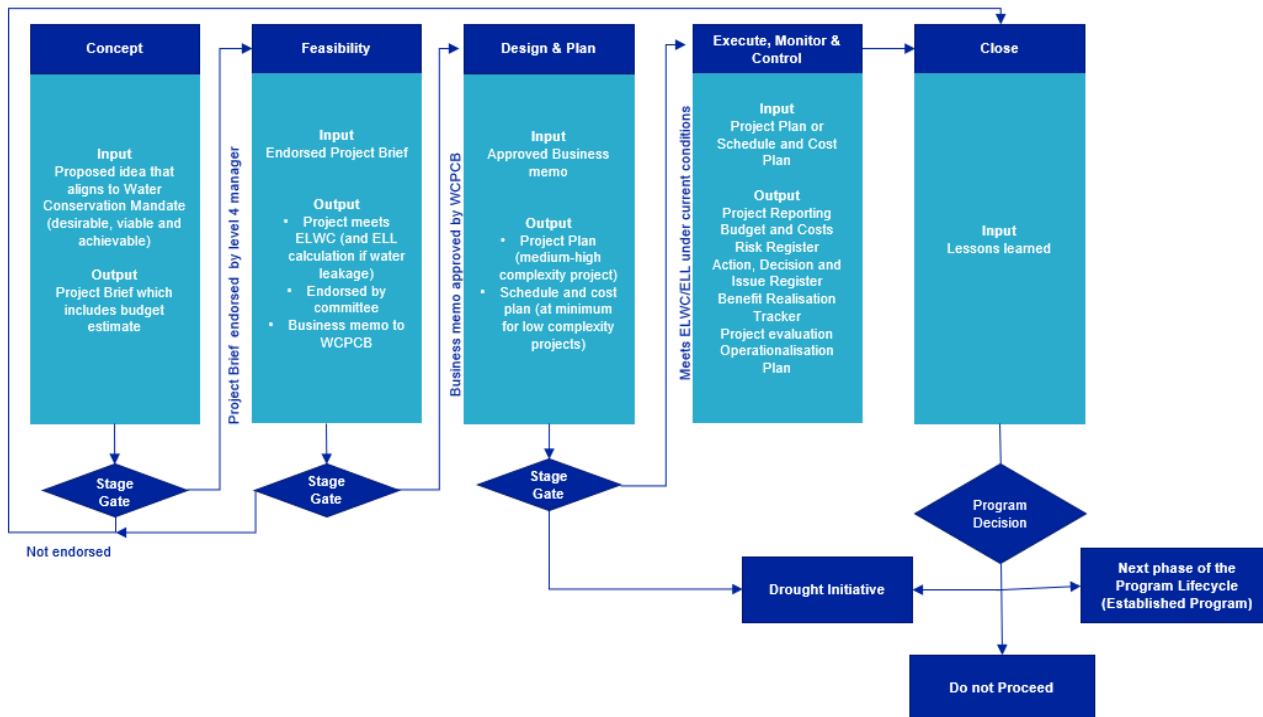 Concept
Input
Proposed idea that
aligns to Water
Conservation Mandate
(desirable, viable and
achievable)
Output
Project Brief which
includes budget
estimate
Stage
Gate
Not endorsed
Project Brief endorsed by level 4 manager
Feasibility
Input
Endorsed Project Brief
Output
• Project meets
ELWC (and ELL
calculation if water
leakage)
• Endorsed by
committee
• Business memo to
WCPCB
Stage
Gate
Business memo approved by WCPCB
Design & Plan
Input
Approved Business
memo
Output
• Project Plan
(medium-high
complexity project)
• Schedule and cost
plan (at minimum
for low complexity
projects)
Stage
Gate
Meets ELWC/ELL under current conditions
Execute, Monitor &
Control
Input
Project Plan or
Schedule and Cost
Plan
Output
Project Reporting
Budget and Costs
Risk Register
Action, Decision and
Issue Register
Benefit Realisation
Tracker
Project evaluation
Operationalisation
Plan
Close
Input
Lessons learned
Program
Decision
Drought Initiative
Next phase of the
Program Lifecycle
(Established Program)
Do not Proceed